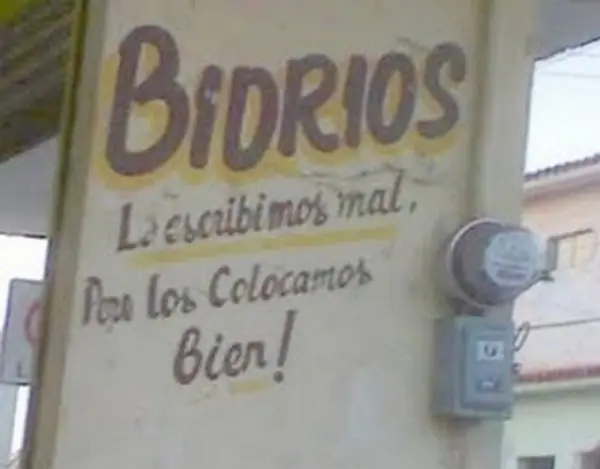 BIDRIOS
Lo escribimos mal,
Pero los Colocamos
Bien!